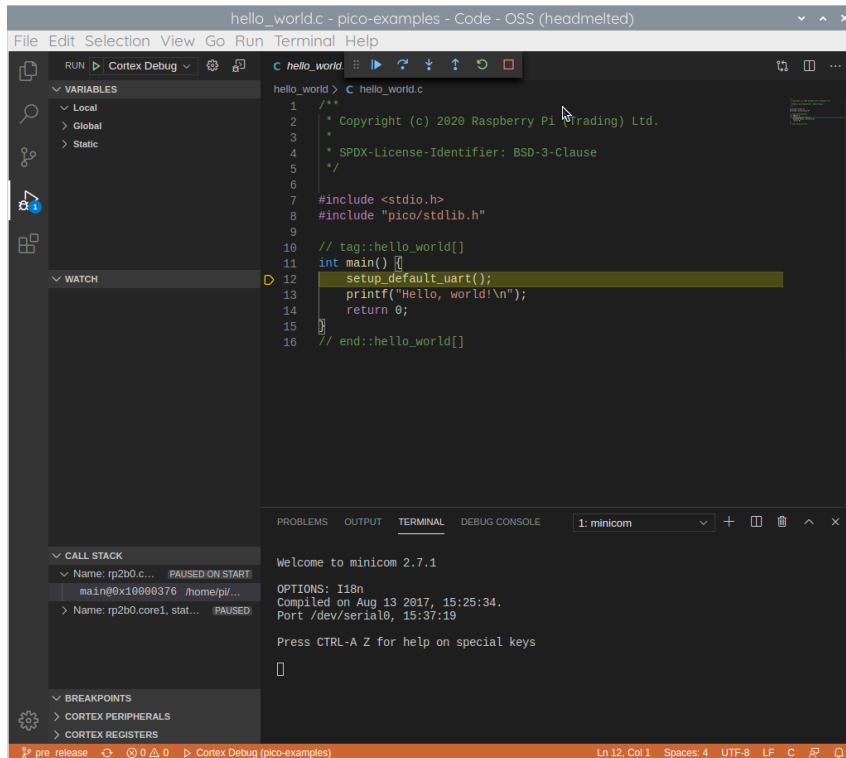 hello_world.c - pico-examples - Code - OSS (headmelted)
File Edit Selection View Go Run Terminal Help
RUN Cortex Debug
VARIABLES
Local
Global
Static
WATCH
CALL STACK
Name: rp2b0.c... PAUSED ON START
main@0x10000376 /home/pi/...
Name: rp2b0.core1, stat... PAUSED
BREAKPOINTS
CORTEX PERIPHERALS
CORTEX REGISTERS
1
C hello_world.
hello_world > C hello_world.c
1 /**
2 * Copyright (c) 2020 Raspberry Pi (Trading) Ltd.
3 *
4 * SPDX-License-Identifier: BSD-3-Clause
5 */
6
7 #include <stdio.h>
8 #include "pico/stdlib.h"
9
10 // tag::hello_world[]
11 int main() {
12 setup_default_uart();
13 printf("Hello, world!\n");
14 return 0;
15 }
16 // end::hello_world[]
PROBLEMS OUTPUT TERMINAL DEBUG CONSOLE 1: minicom
Welcome to minicom 2.7.1
OPTIONS: I18n
Compiled on Aug 13 2017, 15:25:34.
Port /dev/serial0, 15:37:19
Press CTRL-A Z for help on special keys
pre_release 0 0 Cortex Debug (pico-examples) Ln 12, Col 1 Spaces: 4 UTF-8 LF C